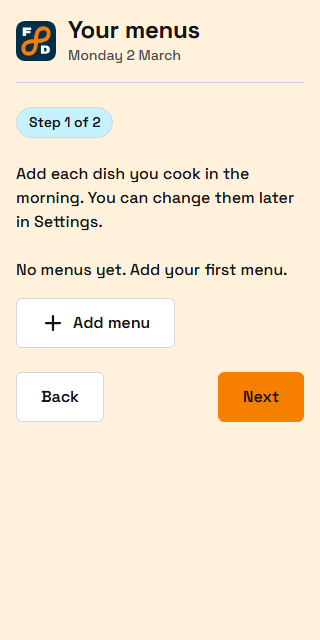 F D
Your menus
Monday 2 March
Step 1 of 2
Add each dish you cook in the
morning. You can change them later
in Settings.
No menus yet. Add your first menu.
Add menu
Back
Next